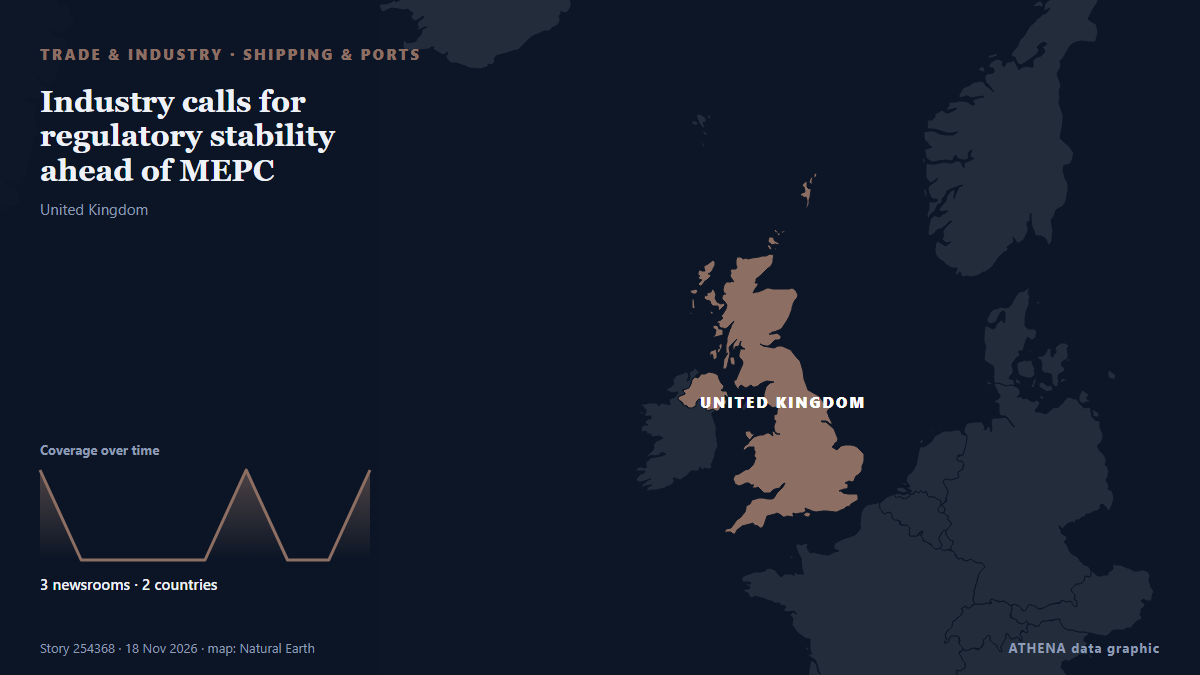 TRADE & INDUSTRY · SHIPPING & PORTS
Industry calls for
regulatory stability
ahead of MEPC
United Kingdom
UNITED KINGDOM
Coverage over time
3 newsrooms · 2 countries
Story 254368 · 18 Nov 2026 · map: Natural Earth
ATHENA data graphic